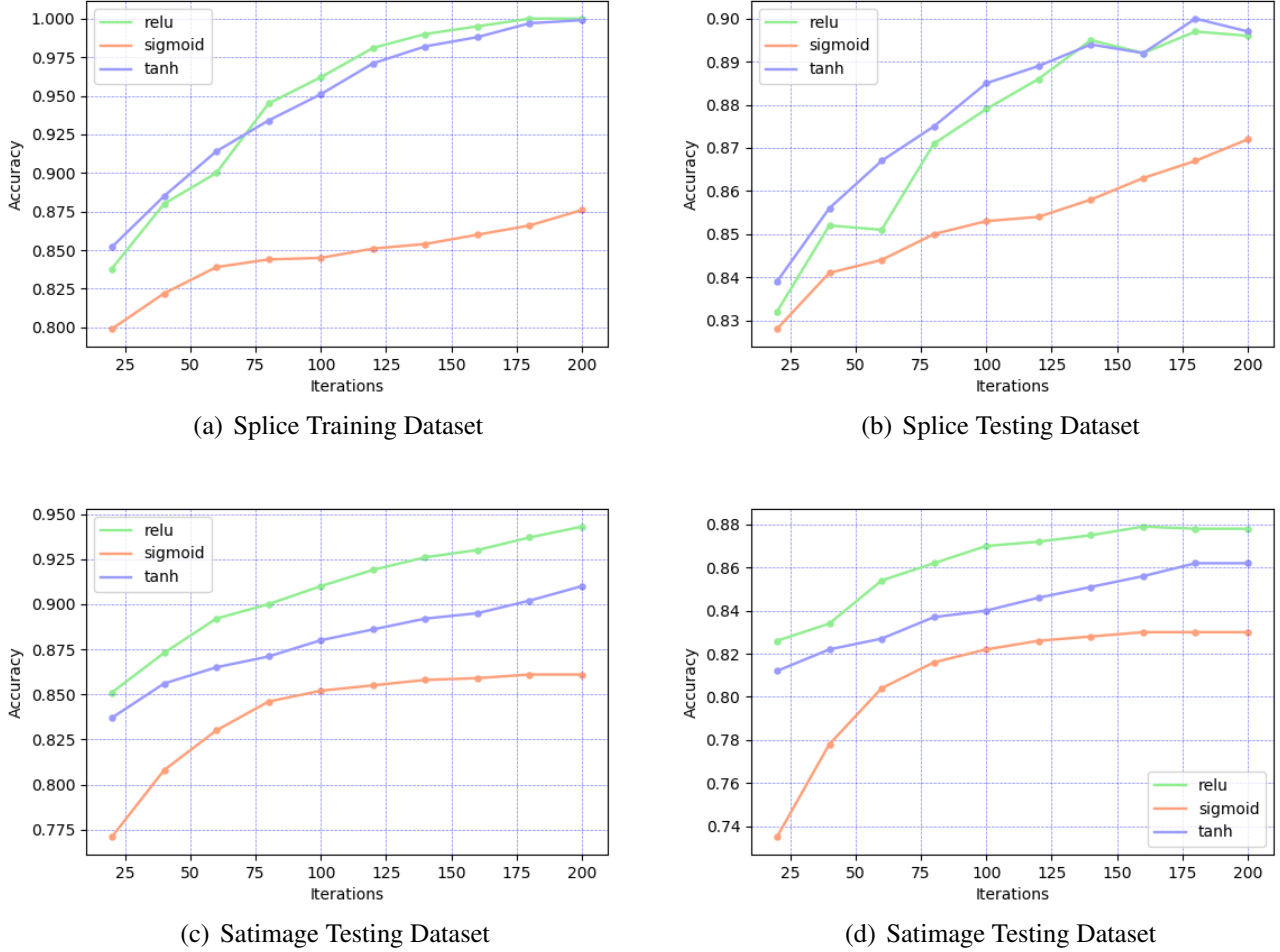 relu
sigmoid
tanh
1.000
0.975
0.950
0.925
0.900
0.875
0.850
0.825
0.800
Accuracy
25 50 75 100 125 150 175 200
Iterations
(a) Splice Training Dataset
relu
sigmoid
tanh
0.90
0.89
0.88
0.87
0.86
0.85
0.84
0.83
Accuracy
25 50 75 100 125 150 175 200
Iterations
(b) Splice Testing Dataset
relu
sigmoid
tanh
0.950
0.925
0.900
0.875
0.850
0.825
0.800
0.775
Accuracy
25 50 75 100 125 150 175 200
Iterations
(c) Satimage Testing Dataset
0.88
0.86
0.84
0.82
0.80
0.78
0.76
0.74
Accuracy
relu
sigmoid
tanh
25 50 75 100 125 150 175 200
Iterations
(d) Satimage Testing Dataset